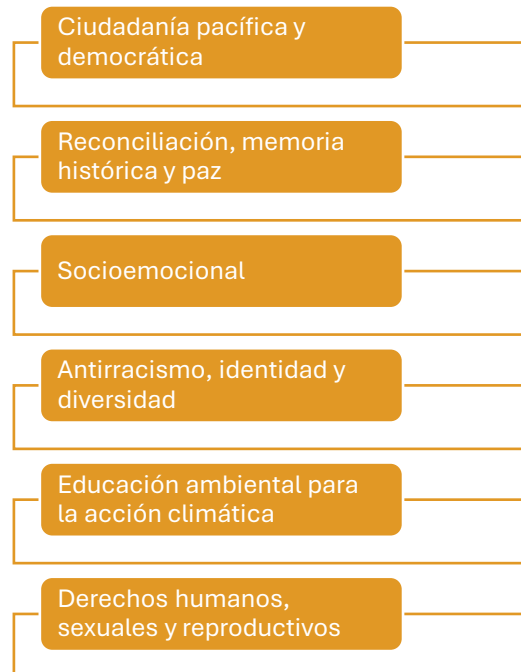 Ciudadanía pacífica y
democrática
Reconciliación, memoria
histórica y paz
Socioemocional
Antirracismo, identidad y
diversidad
Educación ambiental para
la acción climática
Derechos humanos,
sexuales y reproductivos